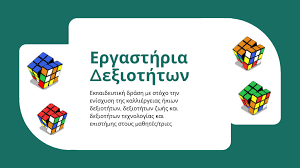 Εργαστήρια
Δεξιοτήτων
Εκπαιδευτική δράση με στόχο την
ενίσχυση της καλλιέργειας ήπιων
δεξιοτήτων, δεξιοτήτων ζωής και
δεξιοτήτων τεχνολογίας και
επιστήμης στους μαθητές/τριες